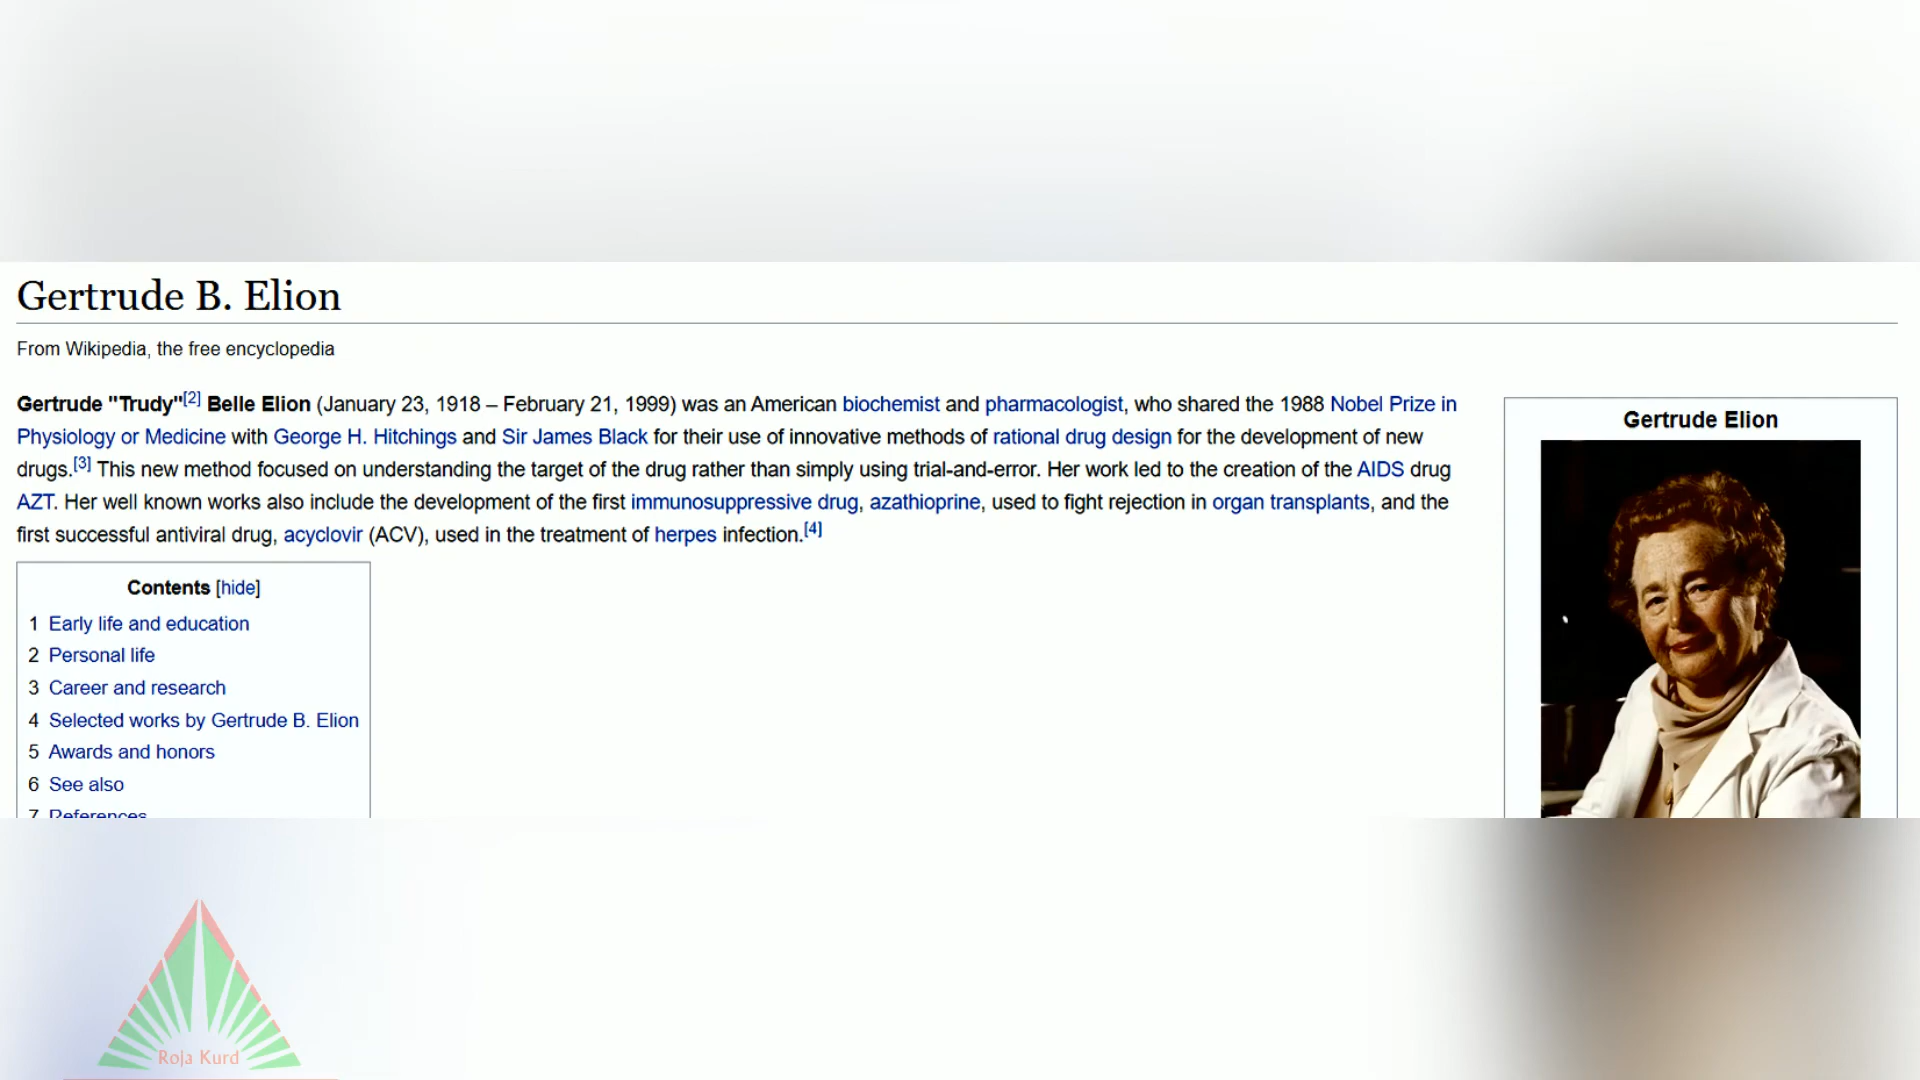 Gertrude B. Elion
From Wikipedia, the free encyclopedia
Gertrude "Trudy"[2] Belle Elion (January 23, 1918 – February 21, 1999) was an American biochemist and pharmacologist, who shared the 1988 Nobel Prize in
Physiology or Medicine with George H. Hitchings and Sir James Black for their use of innovative methods of rational drug design for the development of new
drugs.[3] This new method focused on understanding the target of the drug rather than simply using trial-and-error. Her work led to the creation of the AIDS drug
AZT. Her well known works also include the development of the first immunosuppressive drug, azathioprine, used to fight rejection in organ transplants, and the
first successful antiviral drug, acyclovir (ACV), used in the treatment of herpes infection.[4]
Contents [hide]
1 Early life and education
2 Personal life
3 Career and research
4 Selected works by Gertrude B. Elion
5 Awards and honors
6 See also
7 References
Gertrude Elion
Roja Kurd